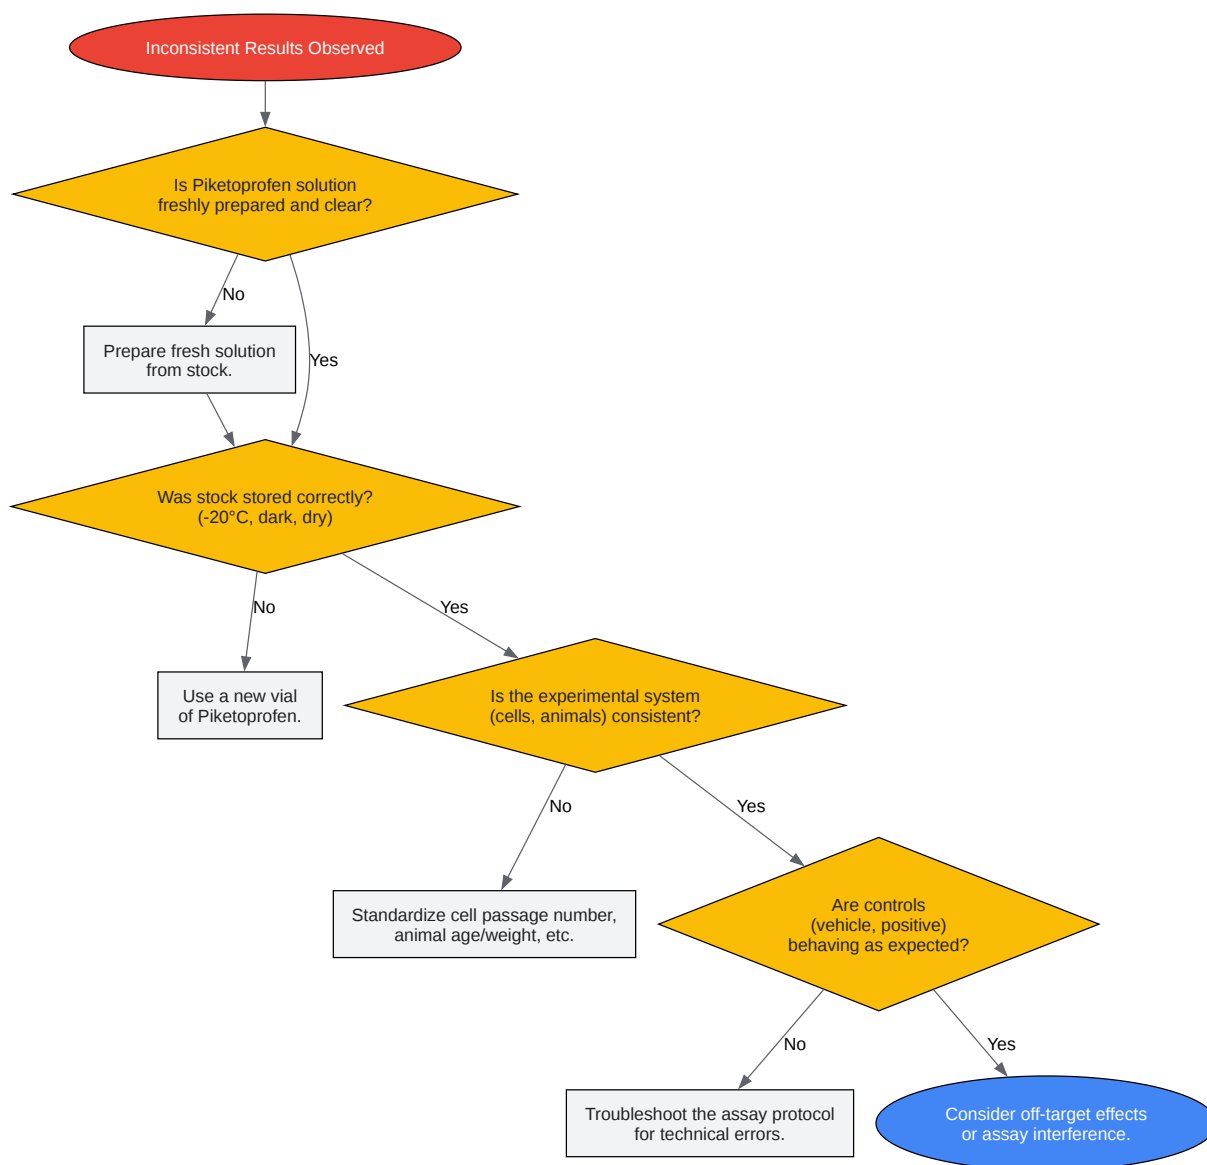 Inconsistent Results Observed
Is Piketoprofen solution
freshly prepared and clear?
No
Yes
Prepare fresh solution
from stock.
Was stock stored correctly?
(-20°C, dark, dry)
No
Yes
Use a new vial
of Piketoprofen.
Is the experimental system
(cells, animals) consistent?
No
Yes
Standardize cell passage number,
animal age/weight, etc.
Are controls
(vehicle, positive)
behaving as expected?
No
Yes
Troubleshoot the assay protocol
for technical errors.
Consider off-target effects
or assay interference.